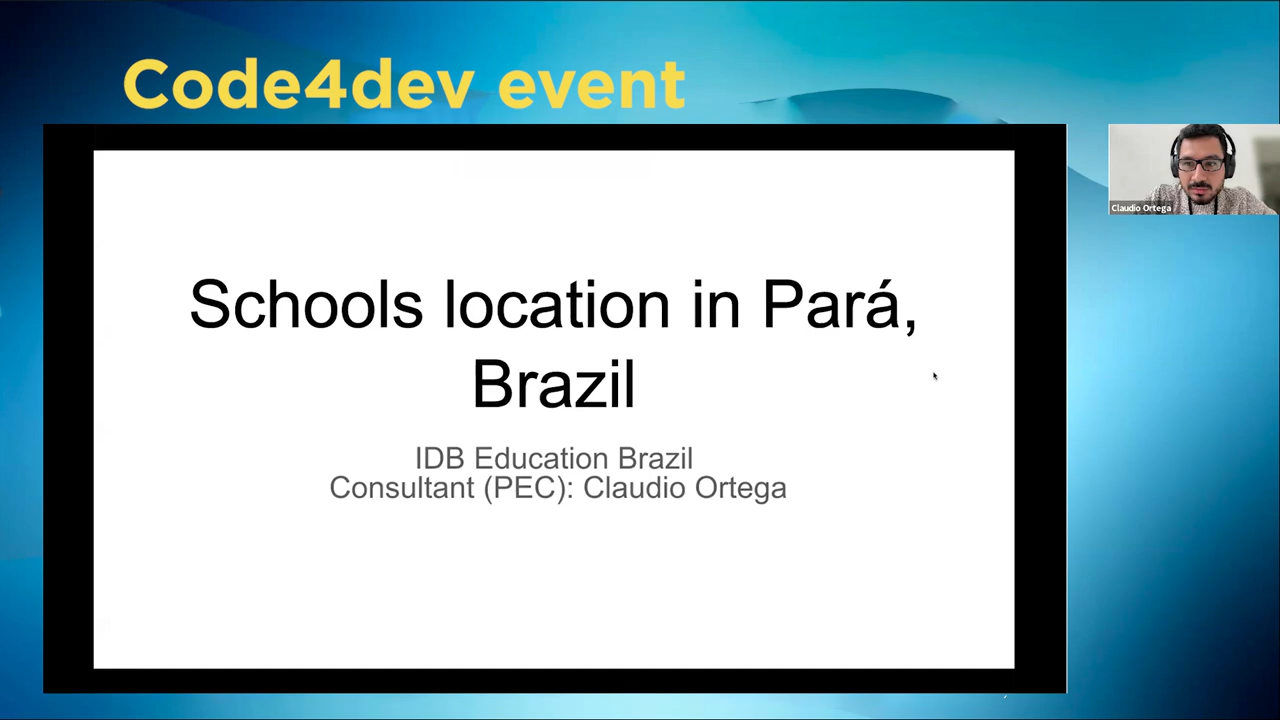 Code4dev event
Schools location in Pará,
Brazil
IDB Education Brazil
Consultant (PEC): Claudio Ortega
Claudio Ortega